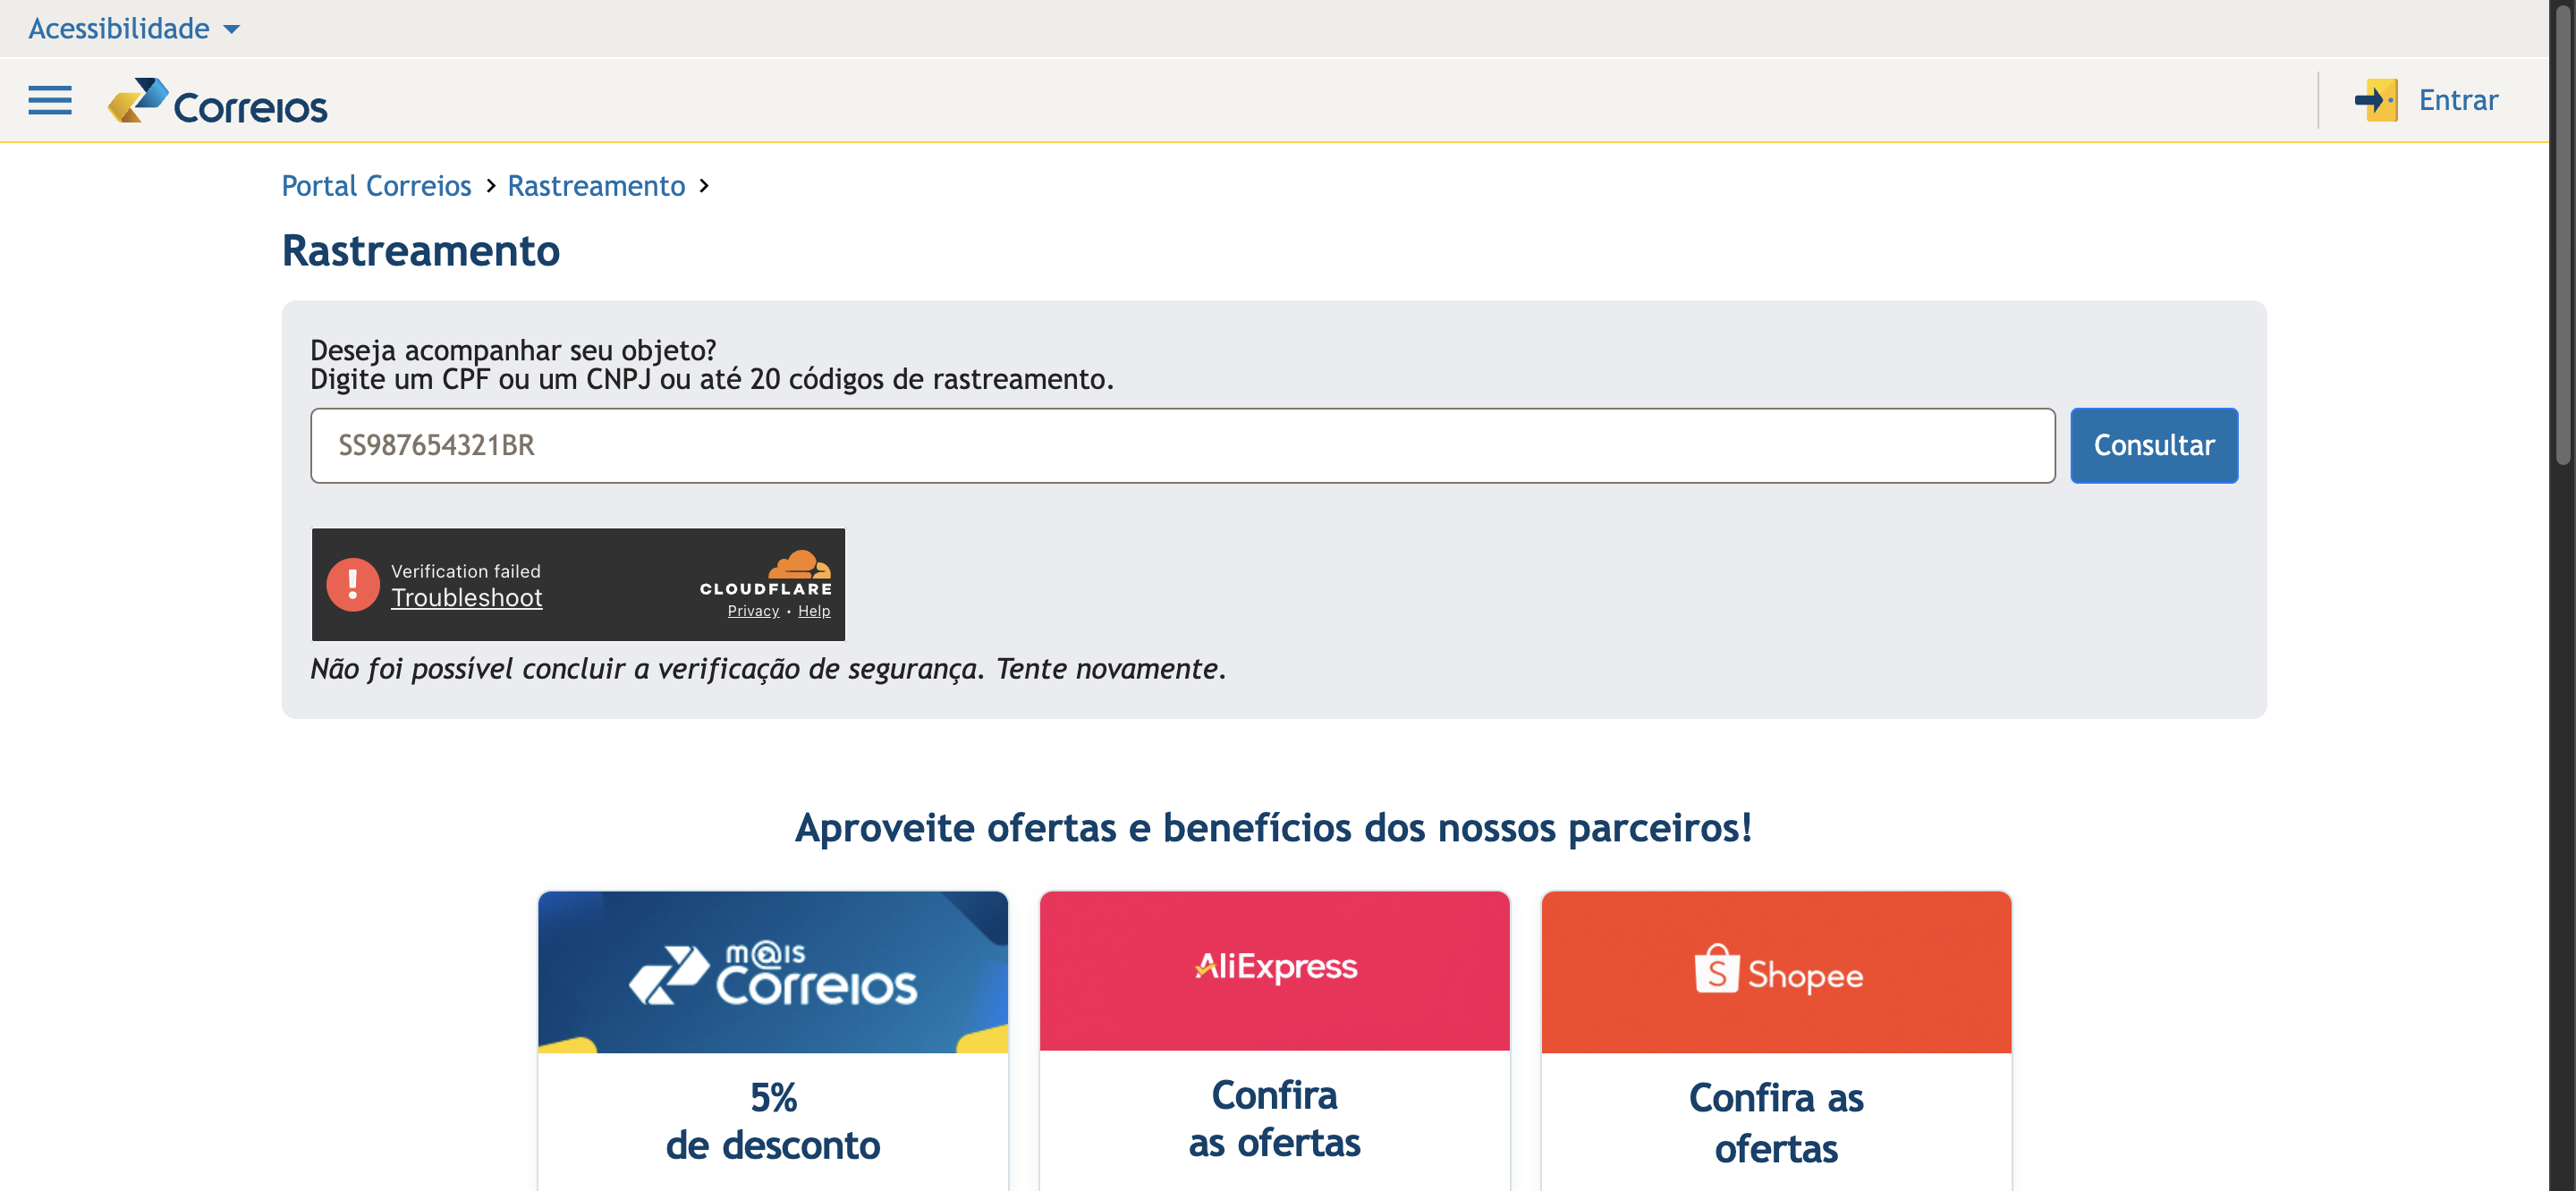 Acessibilidade
Correios
Entrar
Portal Correios > Rastreamento >
Rastreamento
Deseja acompanhar seu objeto?
Digite um CPF ou um CNPJ ou até 20 códigos de rastreamento.
SS987654321BR
Consultar
Verification failed
Troubleshoot
CLOUDFLARE
Privacy • Help
Não foi possível concluir a verificação de segurança. Tente novamente.
Aproveite ofertas e benefícios dos nossos parceiros!
m@is
Correios
5%
de desconto
AliExpress
Confira
as ofertas
Shopee
Confira as
ofertas